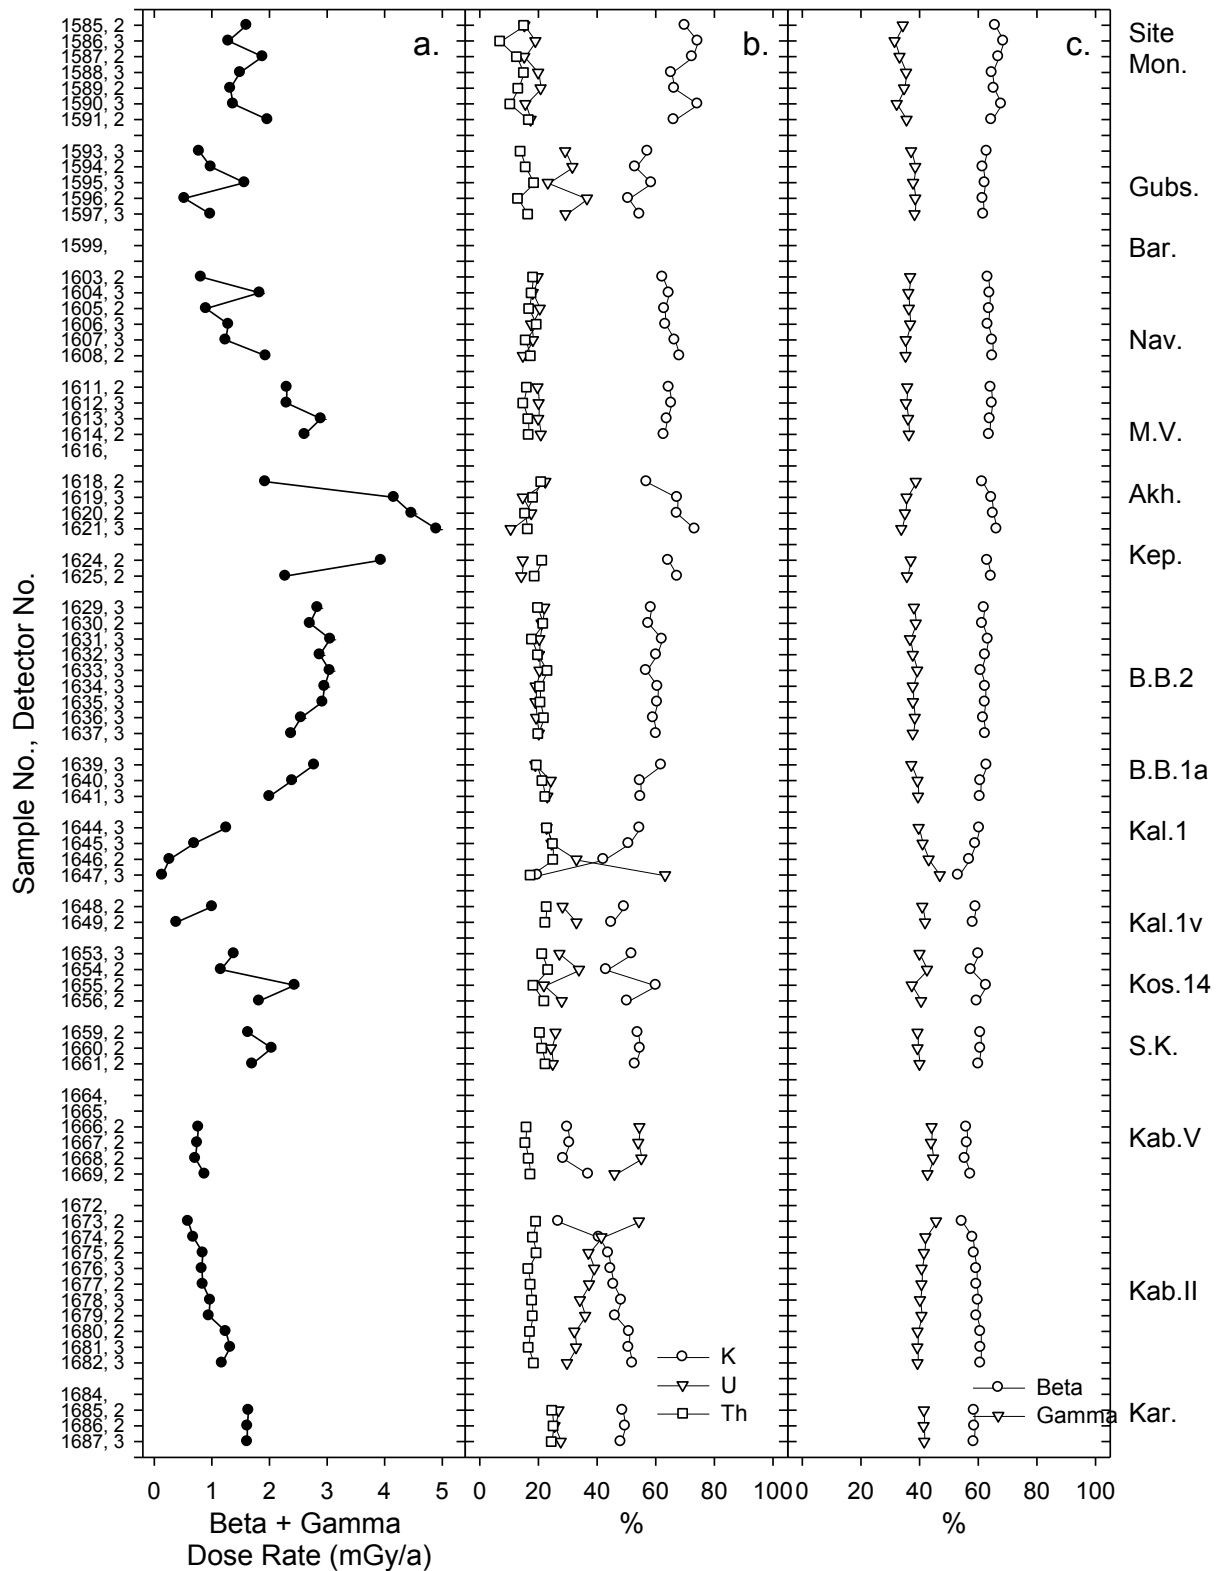 a.
b.
c.
Site
1585, 2
1586, 3
Mon.
1587, 2
1588, 3
1589, 2
1590, 3
1591, 2
1593, 3
1594, 2
1595, 3
Gubs.
1596, 2
1597, 3
1599,
Bar.
1603, 2
1604, 3
1605, 2
1606, 3
Nav.
1607, 3
1608, 2
1611, 2
1612, 3
1613, 3
1614, 2
M.V.
1616,
1618, 2
1619, 3
Akh.
1620, 2
1621, 3
1624, 2
Kep.
1625, 2
1629, 3
1630, 2
1631, 3
1632, 3
1633, 3
B.B.2
1634, 3
1635, 3
1636, 3
1637, 3
1639, 3
B.B.1a
1640, 3
1641, 3
1644, 3
Kal.1
1645, 3
1646, 2
1647, 3
1648, 2
Kal.1v
1649, 2
1653, 3
1654, 2
1655, 2
Kos.14
1656, 2
1659, 2
1660, 2
S.K.
1661, 2
1664,
1665,
1666, 2
Kab.V
1667, 2
1668, 2
1669, 2
1672,
1673, 2
1674, 2
1675, 2
1676, 3
1677, 2
Kab.II
1678, 3
1679, 2
1680, 2
1681, 3
1682, 3
1684,
1685, 2
Kar.
1686, 2
1687, 3
Sample No., Detector No.
K
U
Th
Beta
Gamma
0 1 2 3 4 5
0 20 40 60 80 100
0 20 40 60 80 100
Beta + Gamma
Dose Rate (mGy/a)
%
%